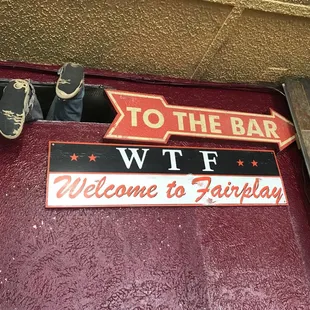 TO THE BAR
WTF
Welcome to Fairplay